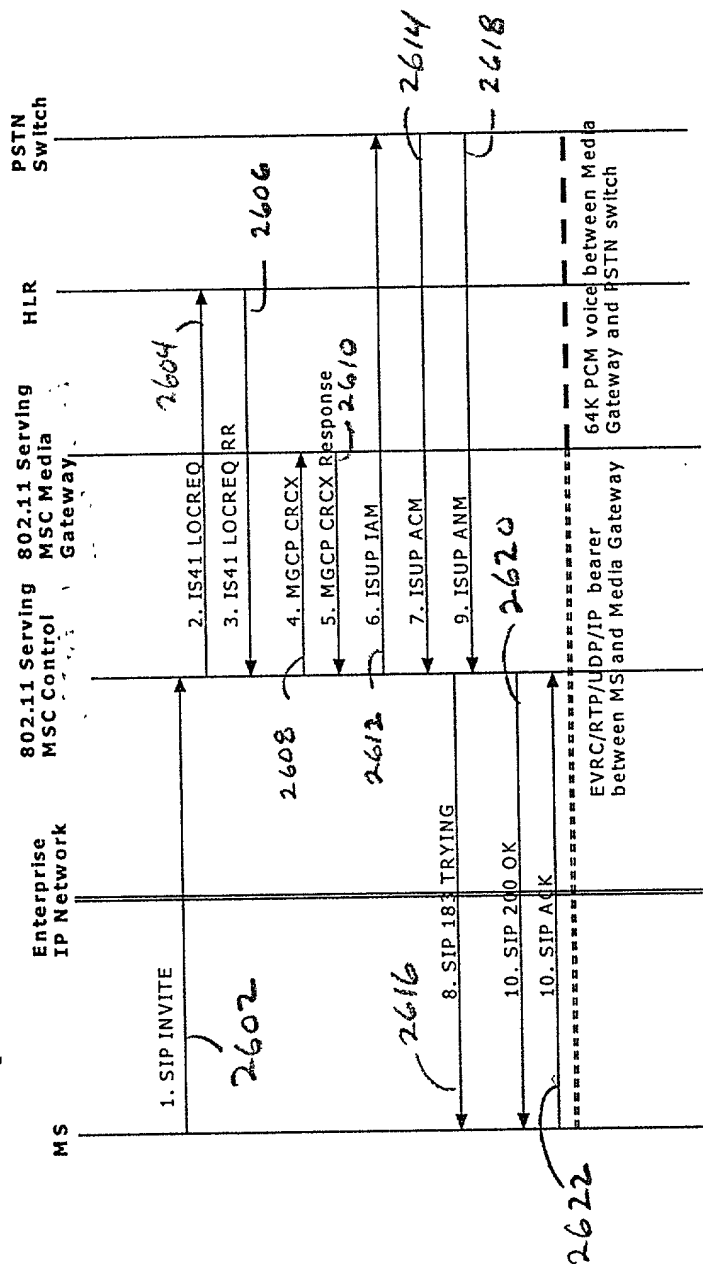 MS
Enterprise
IP Network
802.11 Serving
MSC Control
802.11 Serving
MSC Media
Gateway
HLR
PSTN
Switch
1. SIP INVITE
2602
2. IS41 LOCREQ
2604
3. IS41 LOCREQ RR
2606
4. MGCP CRCX
2608
5. MGCP CRCX Response
2610
6. ISUP IAM
2612
7. ISUP ACM
2614
8. SIP 183 TRYING
2616
9. ISUP ANM
2618
10. SIP 200 OK
2620
10. SIP ACK
2622
EVRC/RTP/UDP/IP bearer
between MS and Media Gateway
64K PCM voice between Media
Gateway and PSTN switch